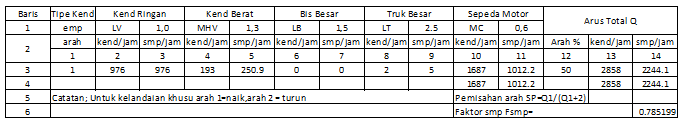 Baris Tipe Kend Kend Ringan Kend Berat Bis Besar Truk Besar Sepeda Motor Arus Total Q
1 emp LV 1,0 MHV 1,3 LB 1,5 LT 2.5 MC 0,6
2 arah kend/jam smp/jam kend/jam smp/jam kend/jam smp/jam kend/jam smp/jam kend/jam smp/jam Arah % kend/jam smp/jam
1 2 3 4 5 6 7 8 9 10 11 12 13 14
3 1 976 976 193 250.9 0 0 2 5 1687 1012.2 50 2858 2244.1
4 1687 1012.2 2858 2244.1
5 Catatan; Untuk kelandaian khusu arah 1=naik,arah 2 = turun Pemisahan arah SP=Q1/(Q1+2)
6 Faktor smp Fsmp= 0.785199